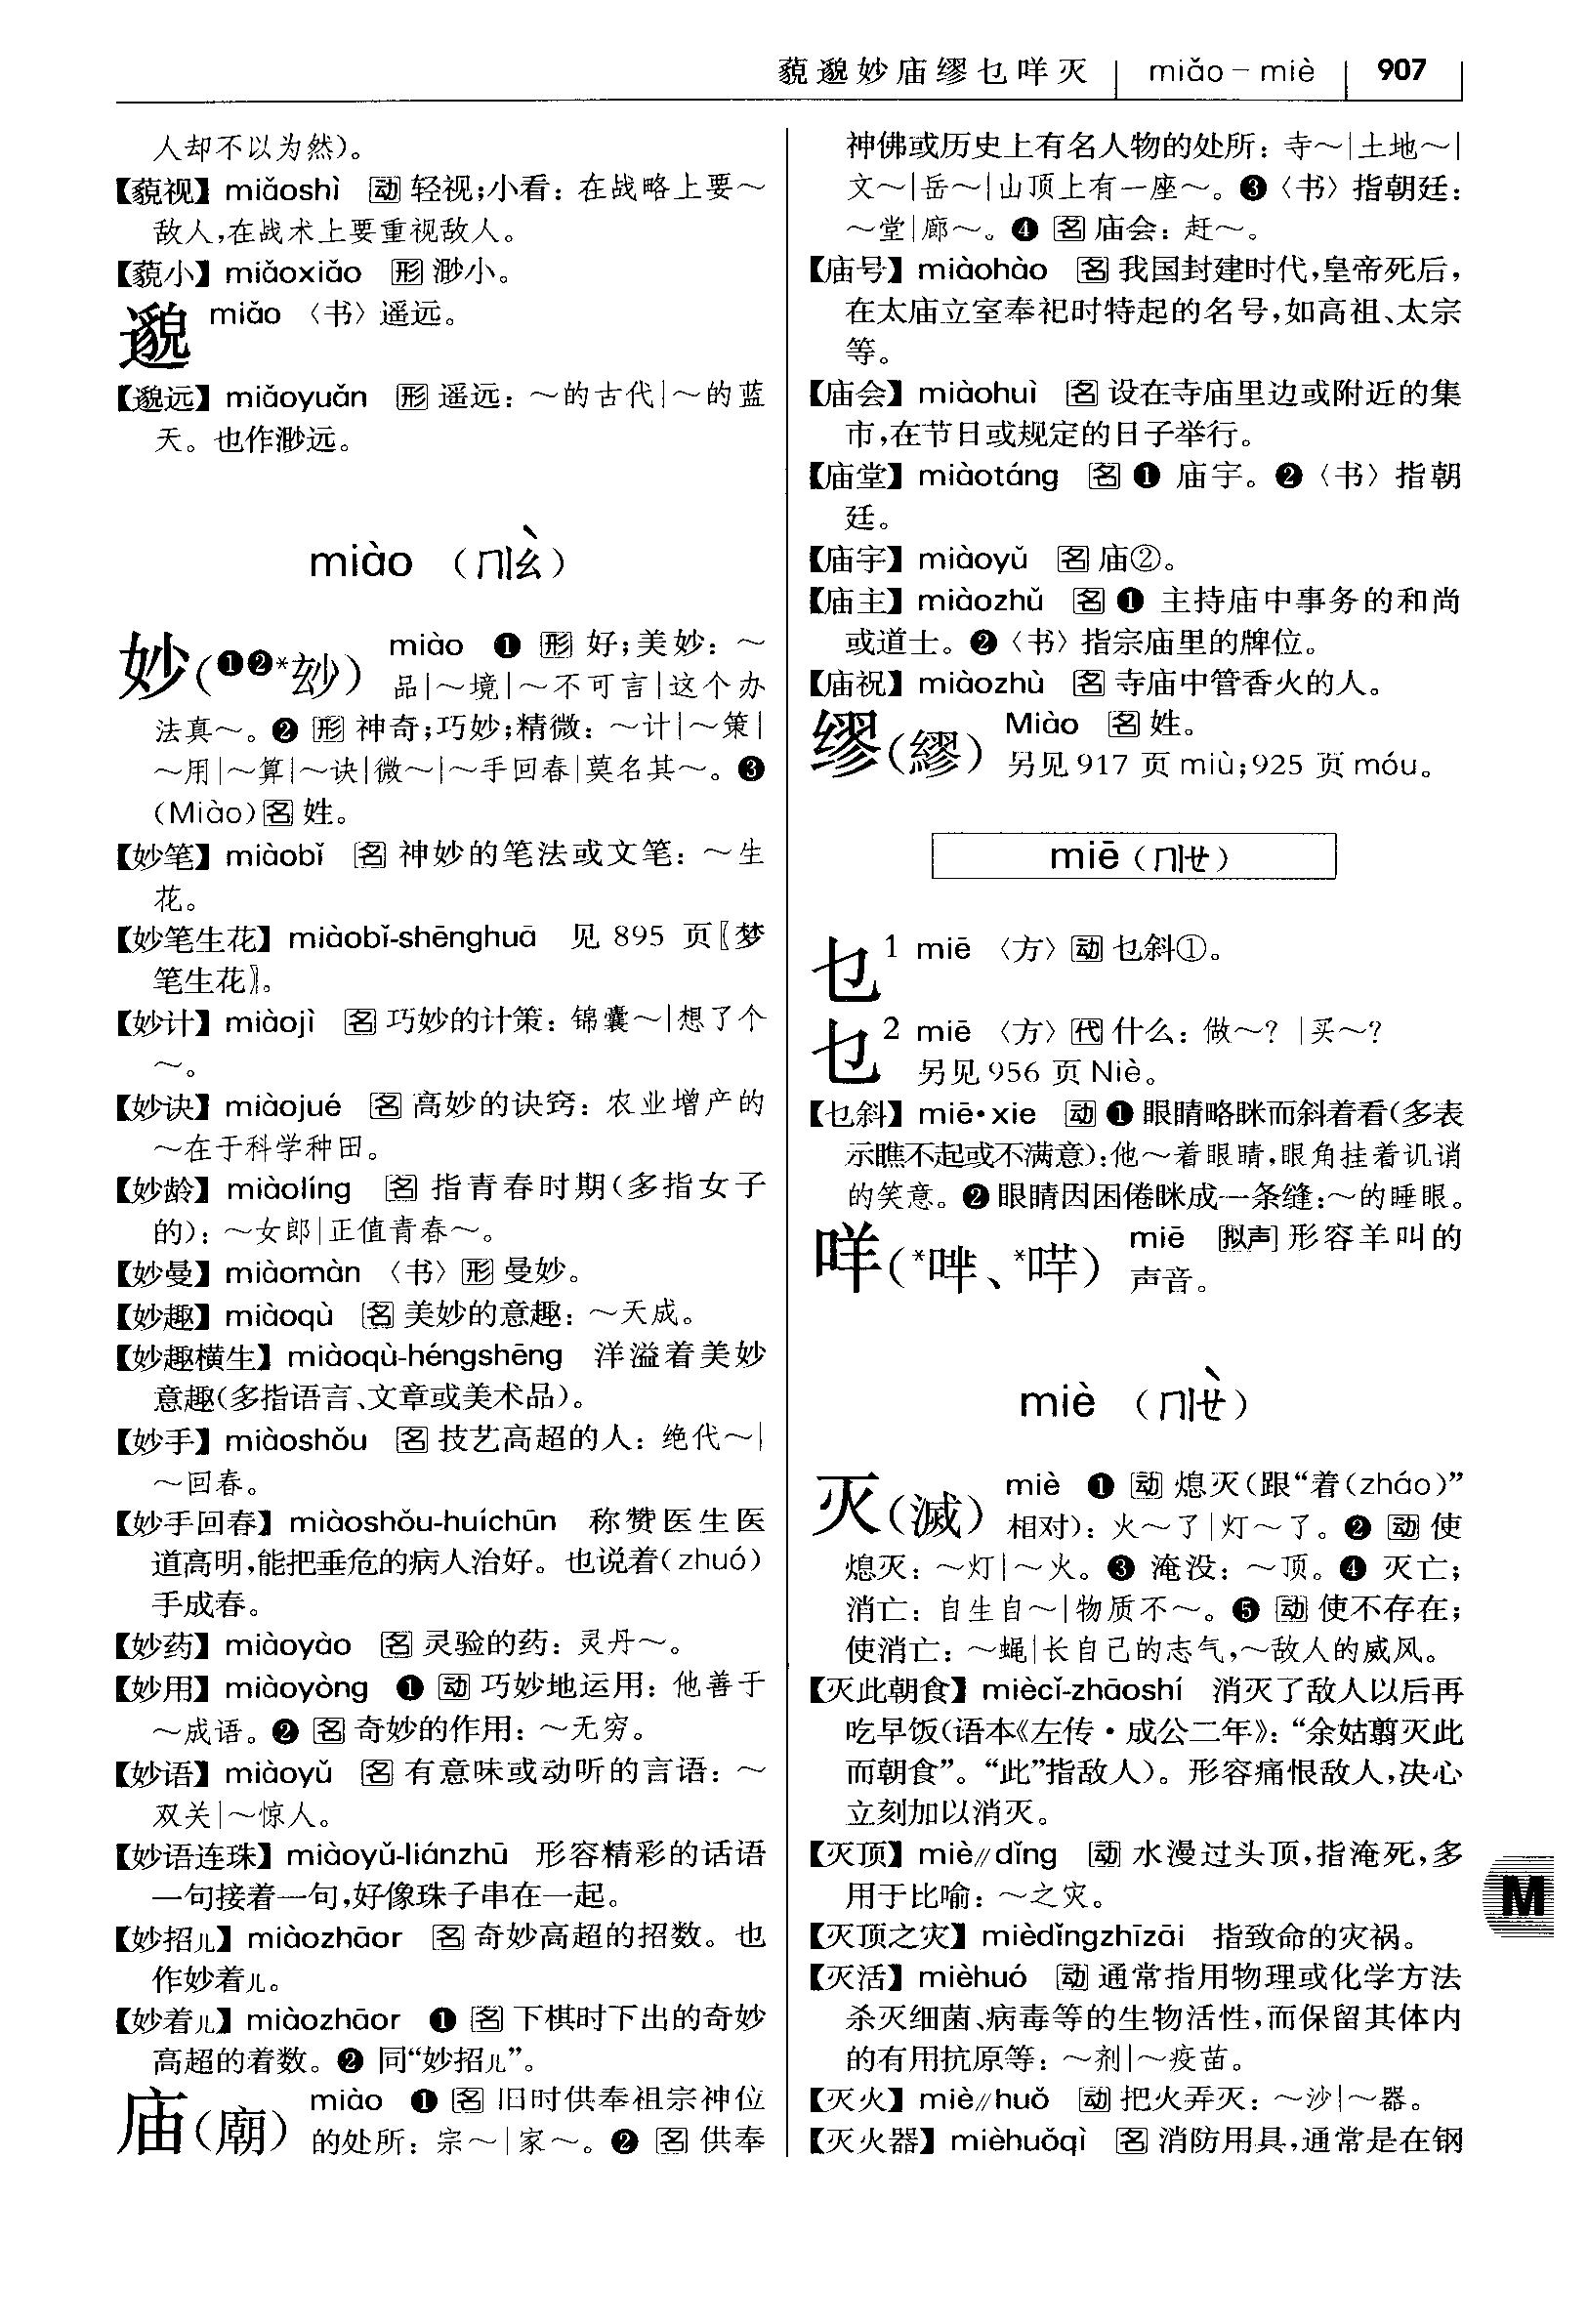 藐邈妙庙缪乜咩灭 miǎo－miè 907
人却不以为然）。
【藐视】 miǎoshì 动 轻视；小看：在战略上要～
敌人，在战术上要重视敌人。
【藐小】 miǎoxiǎo 形 渺小。
邈 miǎo 〈书〉遥远。
【邈远】 miǎoyuǎn 形 遥远：～的古代｜～的蓝
天。也作渺远。
miào （ㄇㄧㄠˋ）
妙（❶❷*玅） miào ❶ 形 好；美妙：～
品｜～境｜～不可言｜这个办
法真～。❷ 形 神奇；巧妙；精微：～计｜～策｜
～用｜～算｜～诀｜微～｜～手回春｜莫名其～。❸
（Miào）名 姓。
【妙笔】 miàobǐ 名 神妙的笔法或文笔：～生
花。
【妙笔生花】 miàobǐ-shēnghuā 见 895 页〖梦
笔生花〗。
【妙计】 miàojì 名 巧妙的计策：锦囊～｜想了个
～。
【妙诀】 miàojué 名 高妙的诀窍：农业增产的
～在于科学种田。
【妙龄】 miàolíng 名 指青春时期（多指女子
的）：～女郎｜正值青春～。
【妙曼】 miàomàn 〈书〉形 曼妙。
【妙趣】 miàoqù 名 美妙的意趣：～天成。
【妙趣横生】 miàoqù-héngshēng 洋溢着美妙
意趣（多指语言、文章或美术品）。
【妙手】 miàoshǒu 名 技艺高超的人：绝代～｜
～回春。
【妙手回春】 miàoshǒu-huíchūn 称赞医生医
道高明，能把垂危的病人治好。也说着（zhuó）
手成春。
【妙药】 miàoyào 名 灵验的药：灵丹～。
【妙用】 miàoyòng ❶ 动 巧妙地运用：他善于
～成语。❷ 名 奇妙的作用：～无穷。
【妙语】 miàoyǔ 名 有意味或动听的言语：～
双关｜～惊人。
【妙语连珠】 miàoyǔ-liánzhū 形容精彩的话语
一句接着一句，好像珠子串在一起。
【妙招儿】 miàozhāor 名 奇妙高超的招数。也
作妙着儿。
【妙着儿】 miàozhāor ❶ 名 下棋时下出的奇妙
高超的着数。❷ 同“妙招儿”。
庙（廟） miào ❶ 名 旧时供奉祖宗神位
的处所：宗～｜家～。❷ 名 供奉
神佛或历史上有名人物的处所：寺～｜土地～｜
文～｜岳～｜山顶上有一座～。❸〈书〉指朝廷：
～堂｜廊～。❹ 名 庙会：赶～。
【庙号】 miàohào 名 我国封建时代，皇帝死后，
在太庙立室奉祀时特起的名号，如高祖、太宗
等。
【庙会】 miàohuì 名 设在寺庙里边或附近的集
市，在节日或规定的日子举行。
【庙堂】 miàotáng 名 ❶ 庙宇。❷〈书〉指朝
廷。
【庙宇】 miàoyǔ 名 庙②。
【庙主】 miàozhǔ 名 ❶ 主持庙中事务的和尚
或道士。❷〈书〉指宗庙里的牌位。
【庙祝】 miàozhù 名 寺庙中管香火的人。
缪（繆） Miào 名 姓。
另见 917 页 miù；925 页 móu。
miē（ㄇㄧㄝ）
乜1 miē 〈方〉动 乜斜①。
乜2 miē 〈方〉代 什么：做～？｜买～？
另见 956 页 Niè。
【乜斜】 miē·xie 动 ❶ 眼睛略眯而斜着看（多表
示瞧不起或不满意）：他～着眼睛，眼角挂着讥诮
的笑意。❷ 眼睛因困倦眯成一条缝：～的睡眼。
咩（*哶、*哔） miē 拟声 形容羊叫的
声音。
miè （ㄇㄧㄝˋ）
灭（滅） miè ❶ 动 熄灭（跟“着（zháo）”
相对）：火～了｜灯～了。❷ 动 使
熄灭：～灯｜～火。❸ 淹没：～顶。❹ 灭亡；
消亡：自生自～｜物质不～。❺ 动 使不存在；
使消亡：～蝇｜长自己的志气，～敌人的威风。
【灭此朝食】 miècǐ-zhāoshí 消灭了敌人以后再
吃早饭（语本《左传·成公二年》：“余姑翦灭此
而朝食”。“此”指敌人）。形容痛恨敌人，决心
立刻加以消灭。
【灭顶】 miè//dǐng 动 水漫过头顶，指淹死，多
用于比喻：～之灾。
【灭顶之灾】 mièdǐngzhīzāi 指致命的灾祸。
【灭活】 mièhuó 动 通常指用物理或化学方法
杀灭细菌、病毒等的生物活性，而保留其体内
的有用抗原等：～剂｜～疫苗。
【灭火】 miè//huǒ 动 把火弄灭：～沙｜～器。
【灭火器】 mièhuǒqì 名 消防用具，通常是在钢
M